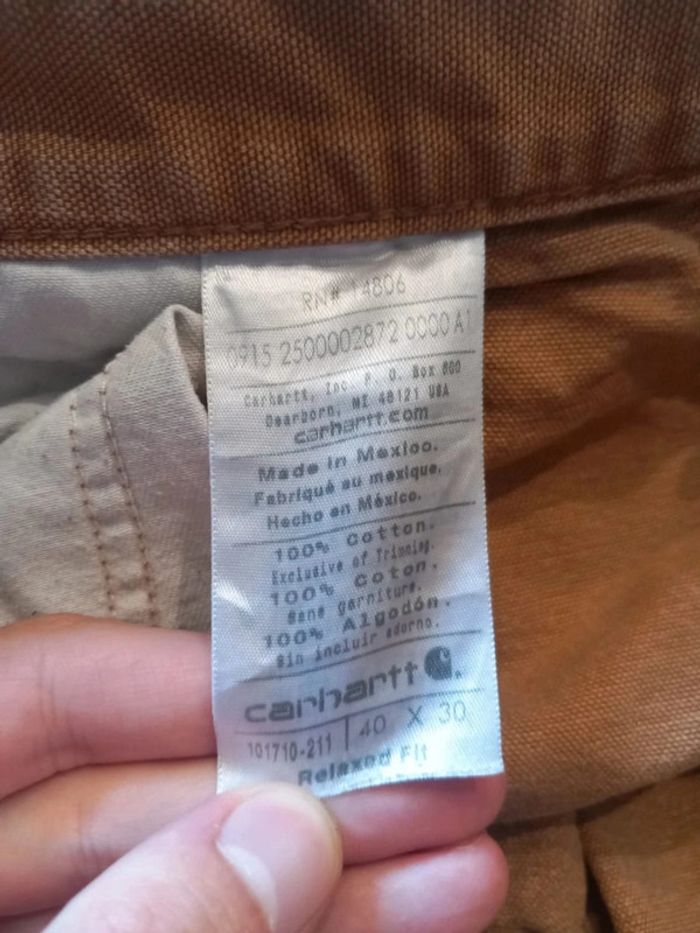 RN# 14806
0915 2500002872 0000 A1
Carhartt, Inc. P. O. Box 600
Dearborn, MI 48121 USA
carhartt.com
Made in Mexico.
Fabriqué au mexique.
Hecho en México.
100% Cotton.
Exclusive of Trimming.
100% Coton.
Sans garniture.
100% Algodón.
Sin incluir adorno.
carhartt
101710-211 | 40 X 30
Relaxed Fit